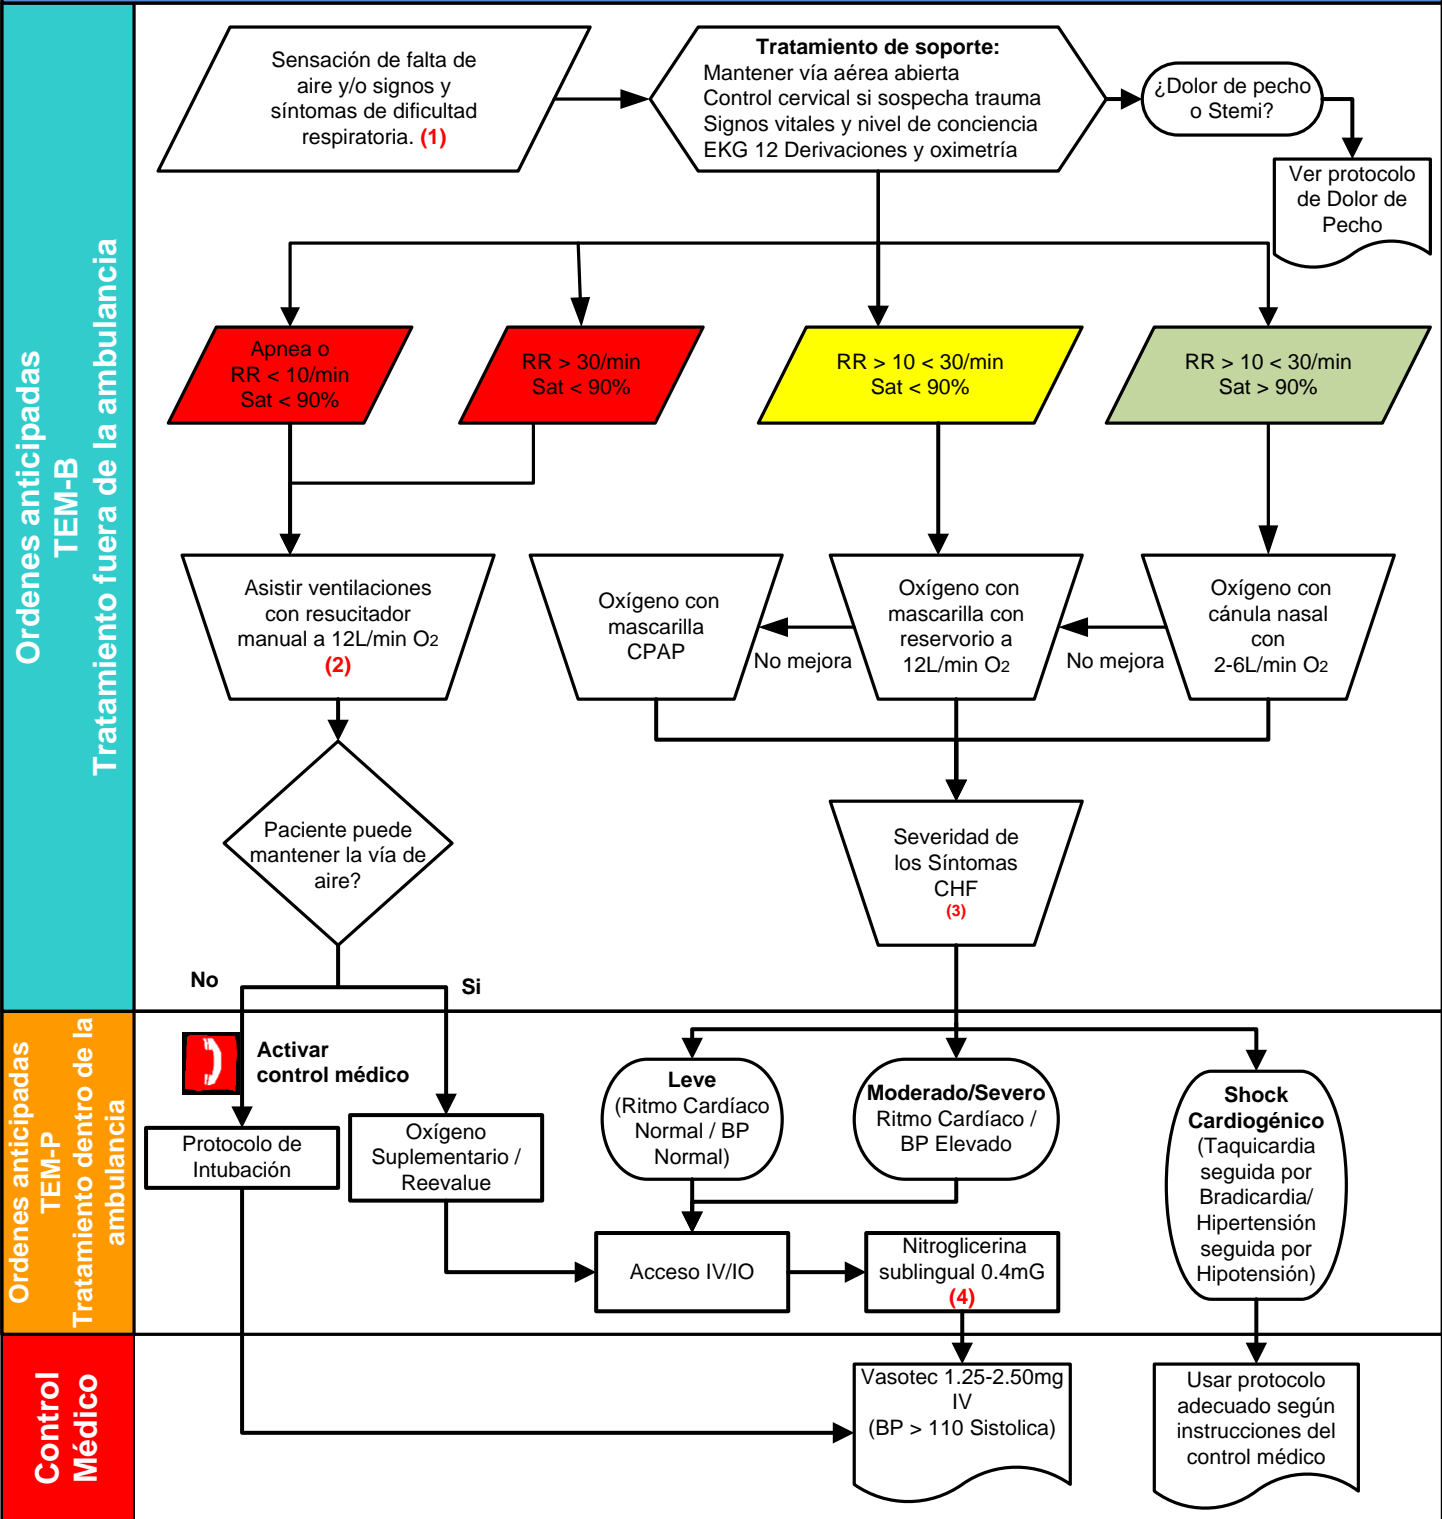 Ordenes anticipadas
TEM-B
Tratamiento fuera de la ambulancia
Sensación de falta de
aire y/o signos y
síntomas de dificultad
respiratoria. (1)
Tratamiento de soporte:
Mantener vía aérea abierta
Control cervical si sospecha trauma
Signos vitales y nivel de conciencia
EKG 12 Derivaciones y oximetría
¿Dolor de pecho
o Stemi?
Ver protocolo
de Dolor de
Pecho
Apnea o
RR < 10/min
Sat < 90%
RR > 30/min
Sat < 90%
RR > 10 < 30/min
Sat < 90%
RR > 10 < 30/min
Sat > 90%
Asistir ventilaciones
con resucitador
manual a 12L/min O2
(2)
Oxígeno con
mascarilla
CPAP
No mejora
Oxígeno con
mascarilla con
reservorio a
12L/min O2
No mejora
Oxígeno con
cánula nasal
con
2-6L/min O2
Paciente puede
mantener la vía de
aire?
Severidad de
los Síntomas
CHF
(3)
No
Si
Ordenes anticipadas
TEM-P
Tratamiento dentro de la
ambulancia
Activar
control médico
Protocolo de
Intubación
Oxígeno
Suplementario /
Reevalue
Leve
(Ritmo Cardíaco
Normal / BP
Normal)
Moderado/Severo
Ritmo Cardíaco /
BP Elevado
Shock
Cardiogénico
(Taquicardia
seguida por
Bradicardia/
Hipertensión
seguida por
Hipotensión)
Acceso IV/IO
Nitroglicerina
sublingual 0.4mG
(4)
Control
Médico
Vasotec 1.25-2.50mg
IV
(BP > 110 Sistolica)
Usar protocolo
adecuado según
instrucciones del
control médico